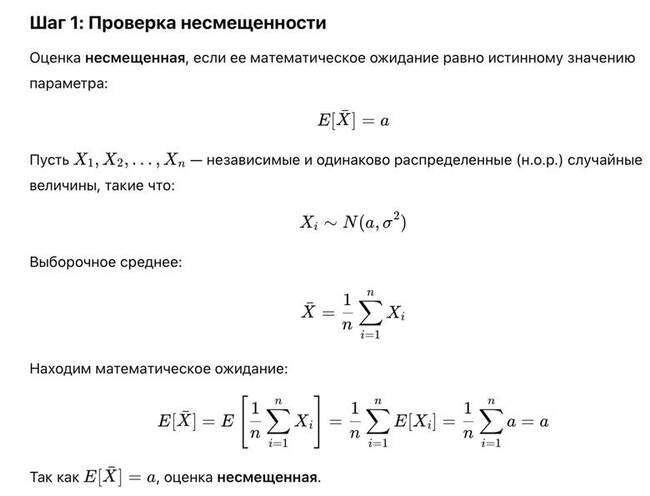 Шаг 1: Проверка несмещенности
Оценка несмещенная, если ее математическое ожидание равно истинному значению
параметра:
E[X̄] = a
Пусть X₁, X₂, . . . , Xₙ — независимые и одинаково распределенные (н.о.р.) случайные
величины, такие что:
Xᵢ ∼ N(a, σ²)
Выборочное среднее:
X̄ = 1/n ∑ᵢ₌₁ⁿ Xᵢ
Находим математическое ожидание:
E[X̄] = E [1/n ∑ᵢ₌₁ⁿ Xᵢ] = 1/n ∑ᵢ₌₁ⁿ E[Xᵢ] = 1/n ∑ᵢ₌₁ⁿ a = a
Так как E[X̄] = a, оценка несмещенная.